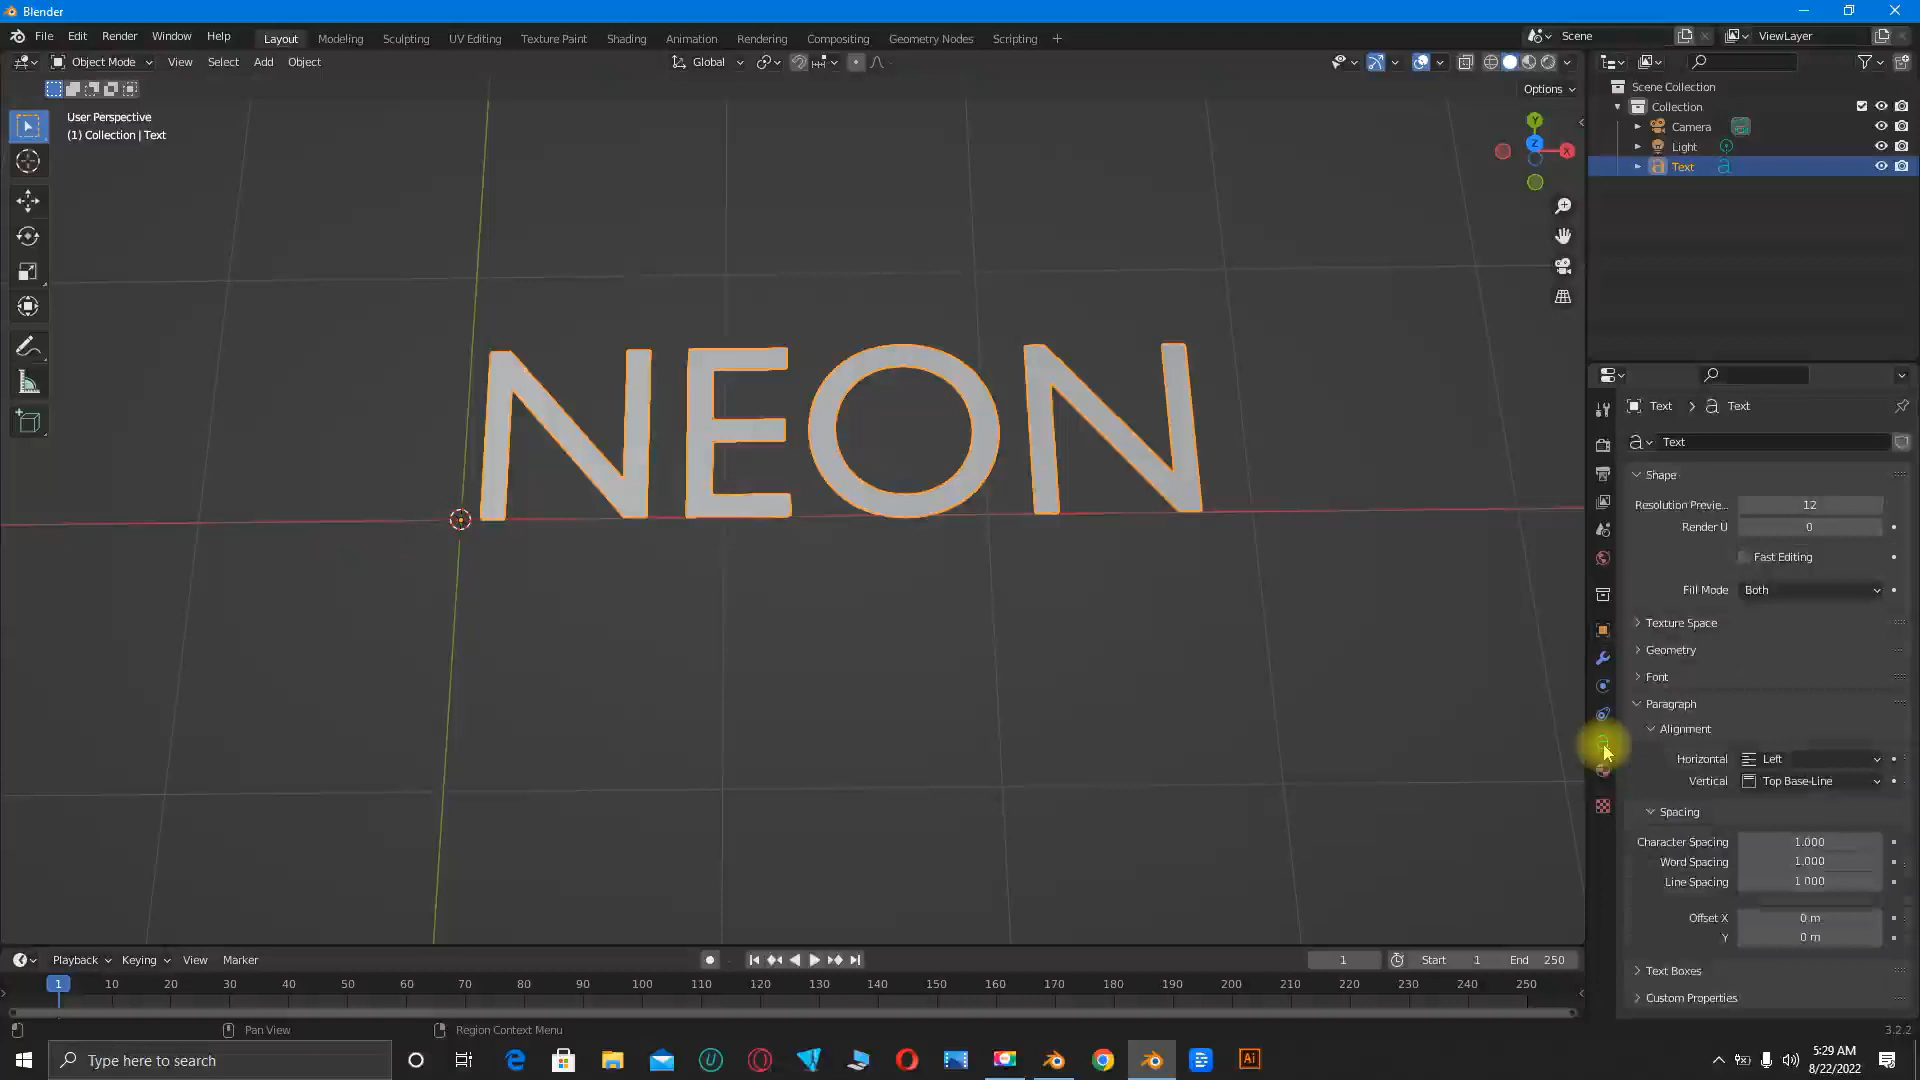 Blender
File Edit Render Window Help
Layout Modeling Sculpting UV Editing Texture Paint Shading Animation Rendering Compositing Geometry Nodes Scripting +
Scene ViewLayer
Object Mode View Select Add Object
Global
Options
User Perspective
(1) Collection | Text
Y
Z
X
NEON
Scene Collection
Collection
Camera
Light
Text
Text > Text
Text
Shape
Resolution Previe... 12
Render U 0
Fast Editing
Fill Mode Both
Texture Space
Geometry
Font
Paragraph
Alignment
Horizontal Left
Vertical Top Base-Line
Spacing
Character Spacing 1.000
Word Spacing 1.000
Line Spacing 1.000
Offset X 0 m
Y 0 m
Text Boxes
Custom Properties
Playback Keying View Marker
1 Start 1 End 250
1 10 20 30 40 50 60 70 80 90 100 110 120 130 140 150 160 170 180 190 200 210 220 230 240 250
Pan View Region Context Menu
3.2.2
Type here to search
Ai
5:29 AM
8/22/2022